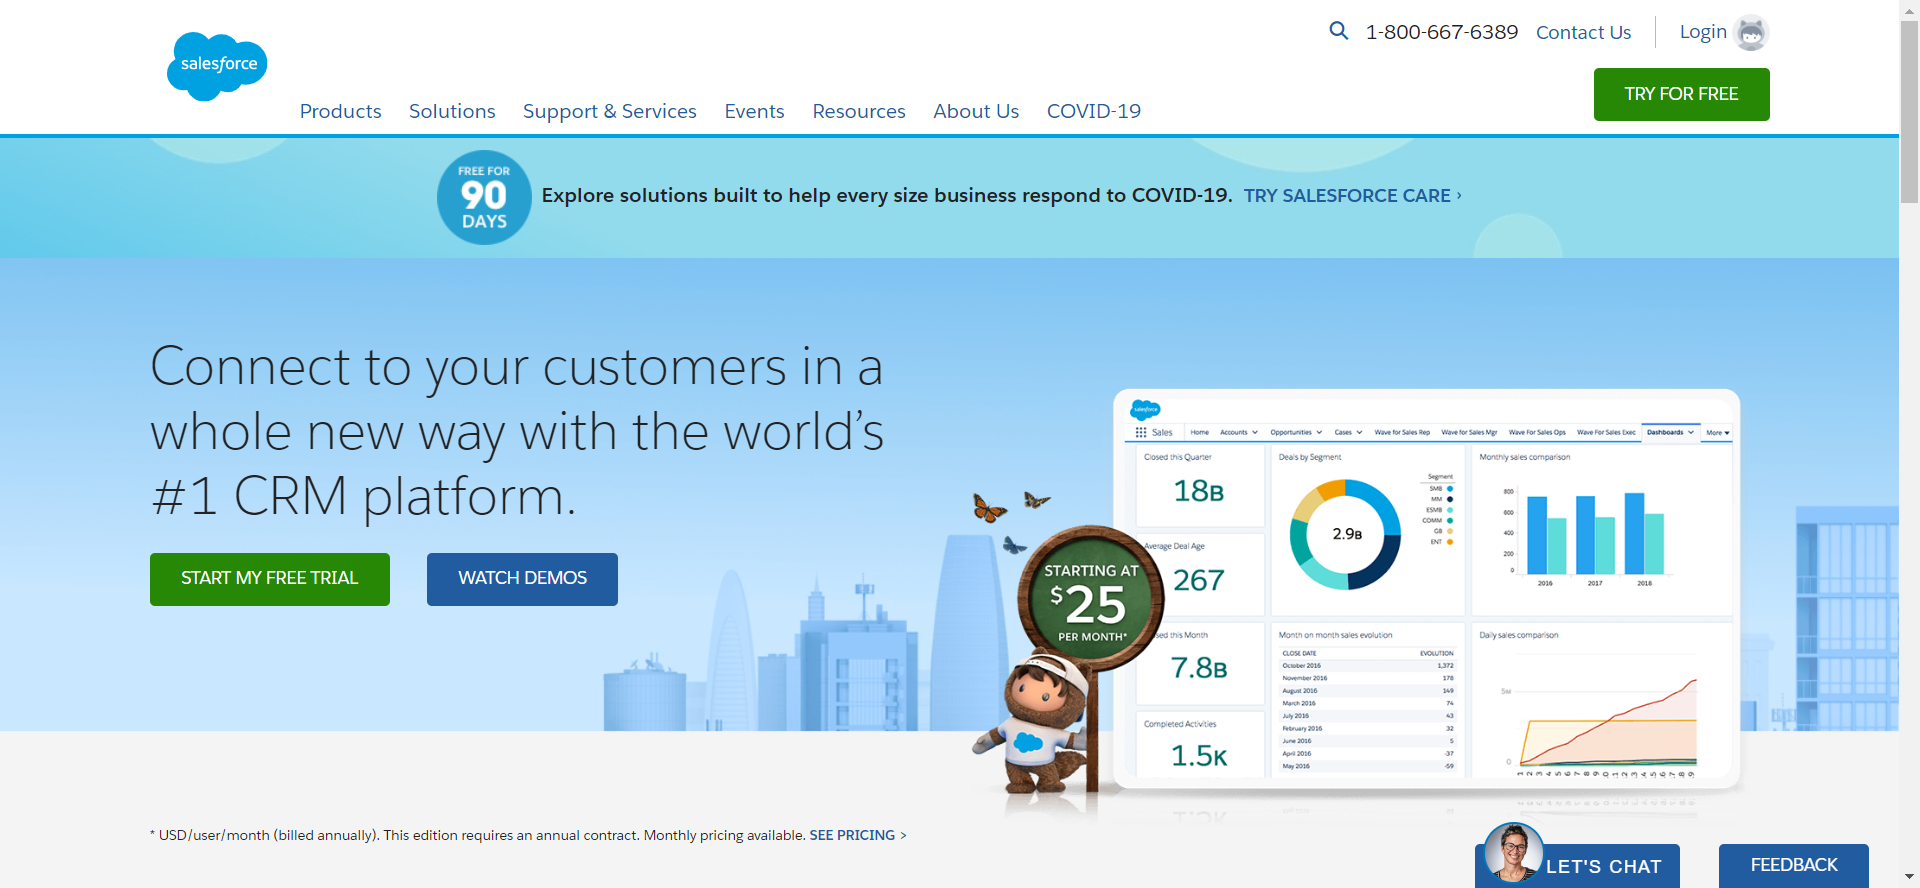 salesforce
1-800-667-6389 Contact Us Login
TRY FOR FREE
Products Solutions Support & Services Events Resources About Us COVID-19
FREE FOR
90
DAYS
Explore solutions built to help every size business respond to COVID-19. TRY SALESFORCE CARE ›
Connect to your customers in a
whole new way with the world's
#1 CRM platform.
START MY FREE TRIAL WATCH DEMOS
STARTING AT
$25
PER MONTH*
salesforce
Sales Home Accounts Opportunities Cases Wave for Sales Rep Wave for Sales Mgr Wave For Sales Ops Wave For Sales Exec Dashboards More
Closed this Quarter
18B
Average Deal Age
267
sed this Month
7.8B
Completed Activities
1.5K
Deals by Segment
2.9B
Segment
SMB
MM
ESMB
COMM
GB
ENT
Monthly sales comparison
800
600
400
200
0
2016 2017 2018
Month on month sales evolution
CLOSE DATE EVOLUTION
October 2016 1,372
November 2016 178
August 2016 149
March 2016 74
July 2016 43
February 2016 32
June 2016 5
April 2016 -37
May 2016 -59
Daily sales comparison
5M
0
* USD/user/month (billed annually). This edition requires an annual contract. Monthly pricing available. SEE PRICING >
LET'S CHAT
FEEDBACK